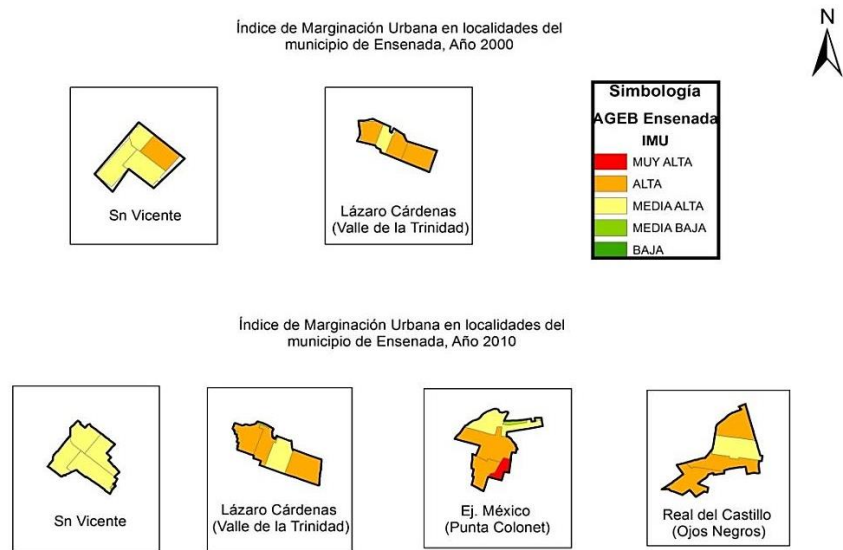 Índice de Marginación Urbana en localidades del
municipio de Ensenada, Año 2000
N
Simbología
AGEB Ensenada
IMU
MUY ALTA
ALTA
MEDIA ALTA
MEDIA BAJA
BAJA
Sn Vicente
Lázaro Cárdenas
(Valle de la Trinidad)
Índice de Marginación Urbana en localidades del
municipio de Ensenada, Año 2010
Sn Vicente
Lázaro Cárdenas
(Valle de la Trinidad)
Ej. México
(Punta Colonet)
Real del Castillo
(Ojos Negros)